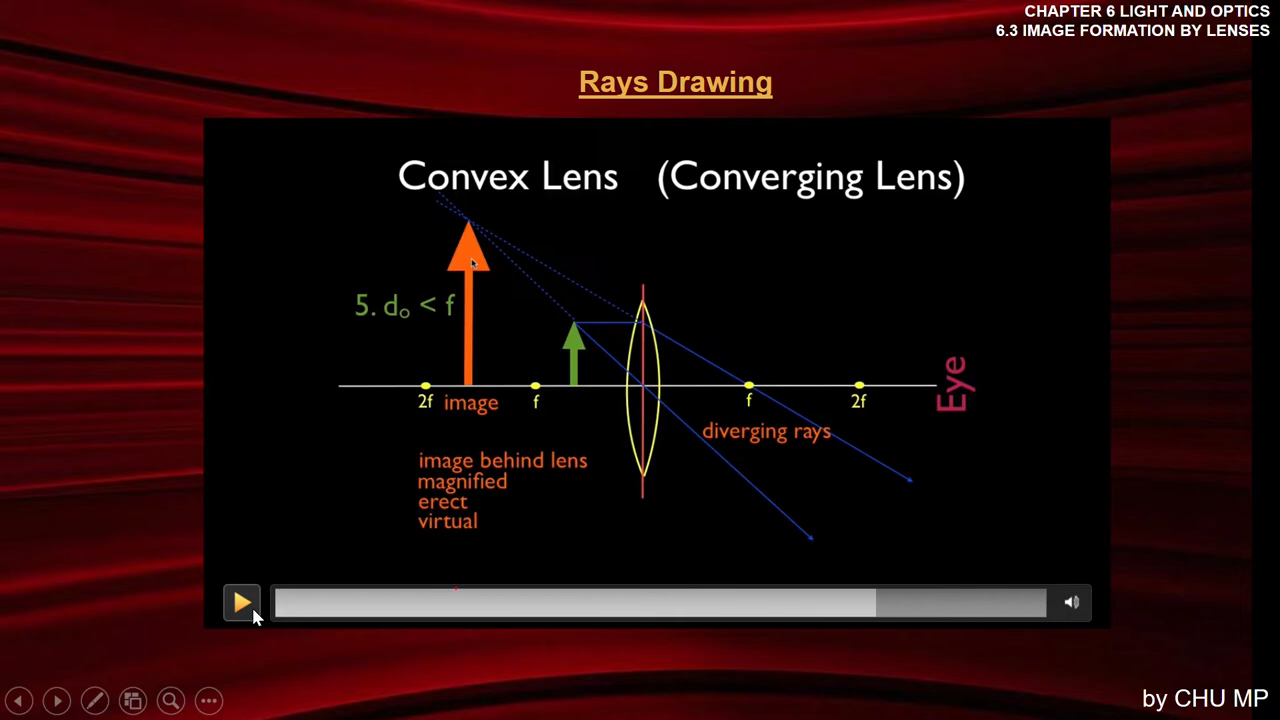 CHAPTER 6 LIGHT AND OPTICS
6.3 IMAGE FORMATION BY LENSES
Rays Drawing
Convex Lens (Converging Lens)
5. dₒ < f
2f image f f 2f
Eye
diverging rays
image behind lens
magnified
erect
virtual
by CHU MP